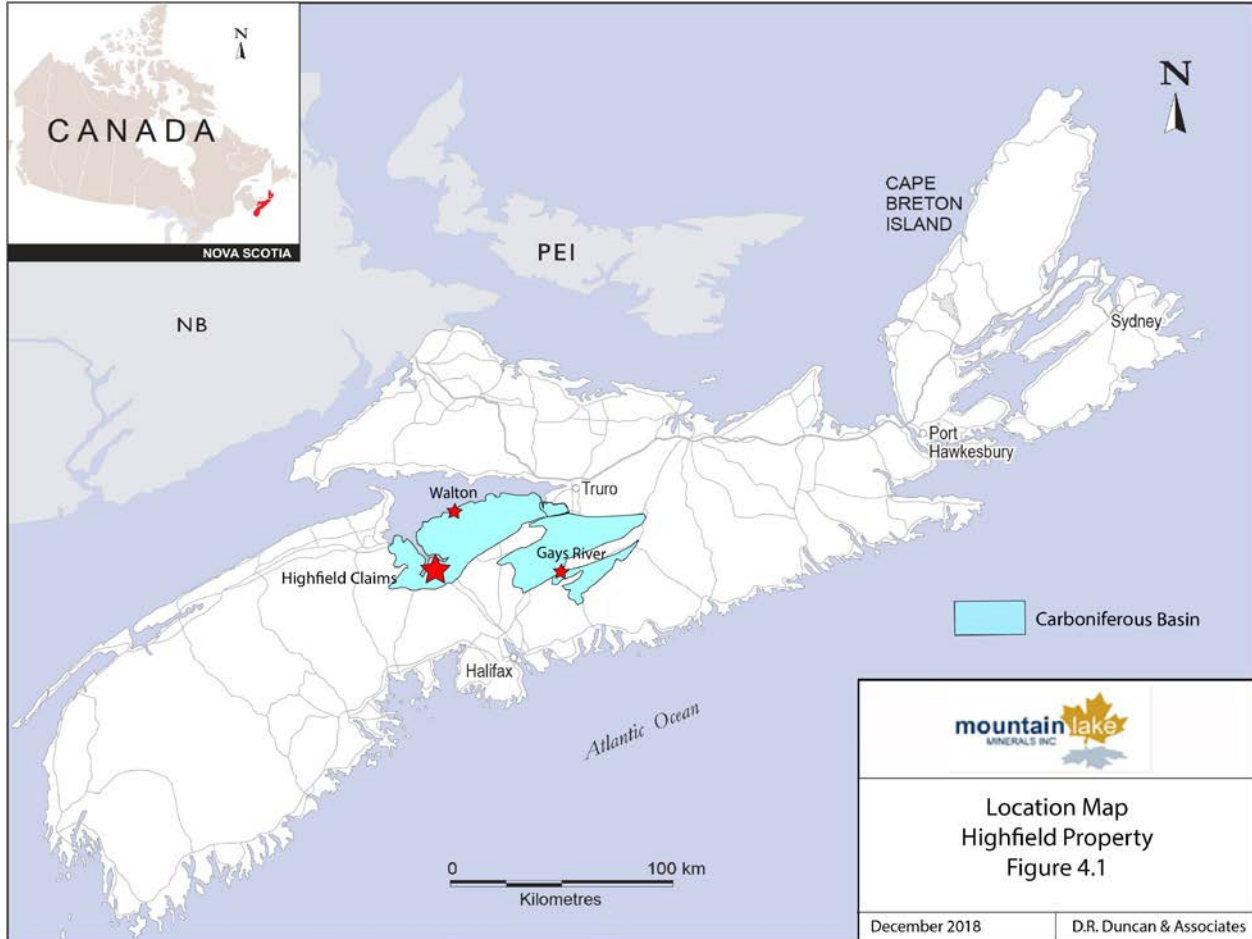 N
CANADA
NOVA SCOTIA
N
CAPE
BRETON
ISLAND
PEI
NB
Sydney
Port
Hawkesbury
Walton
Truro
Gays River
Highfield Claims
Carboniferous Basin
Halifax
Atlantic Ocean
mountain lake
MINERALS INC
Location Map
Highfield Property
Figure 4.1
0 100 km
Kilometres
December 2018
D.R. Duncan & Associates